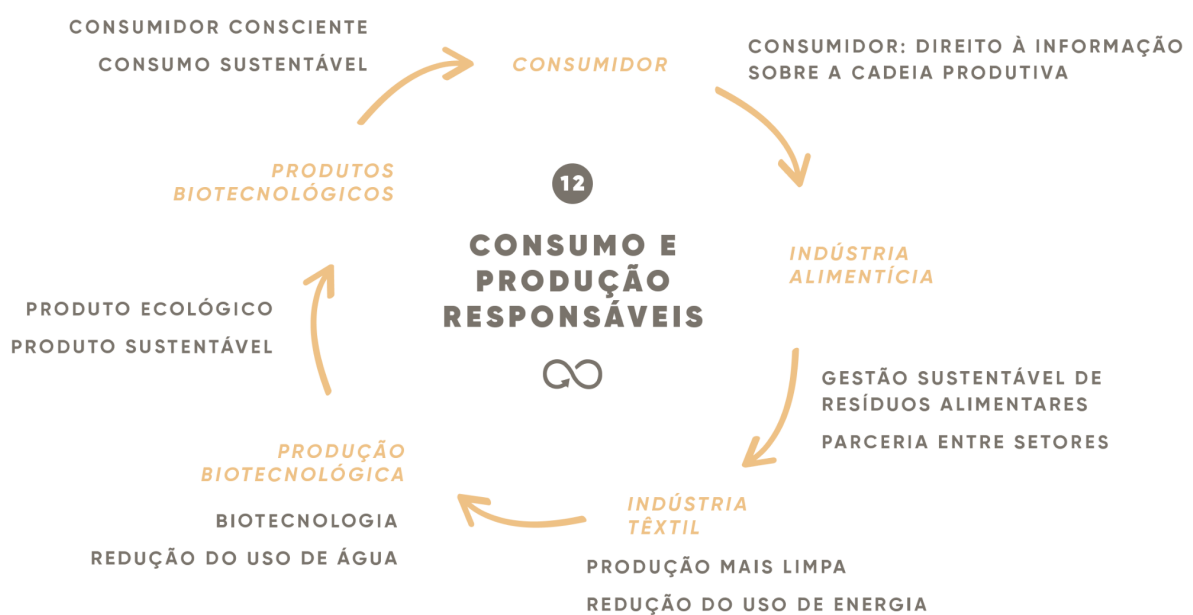 CONSUMIDOR CONSCIENTE
CONSUMO SUSTENTÁVEL
CONSUMIDOR
CONSUMIDOR: DIREITO À INFORMAÇÃO
SOBRE A CADEIA PRODUTIVA
PRODUTOS
BIOTECNOLÓGICOS
12
CONSUMO E
PRODUÇÃO
RESPONSÁVEIS
INDÚSTRIA
ALIMENTÍCIA
PRODUTO ECOLÓGICO
PRODUTO SUSTENTÁVEL
GESTÃO SUSTENTÁVEL DE
RESÍDUOS ALIMENTARES
PARCERIA ENTRE SETORES
PRODUÇÃO
BIOTECNOLÓGICA
BIOTECNOLOGIA
REDUÇÃO DO USO DE ÁGUA
INDÚSTRIA
TÊXTIL
PRODUÇÃO MAIS LIMPA
REDUÇÃO DO USO DE ENERGIA